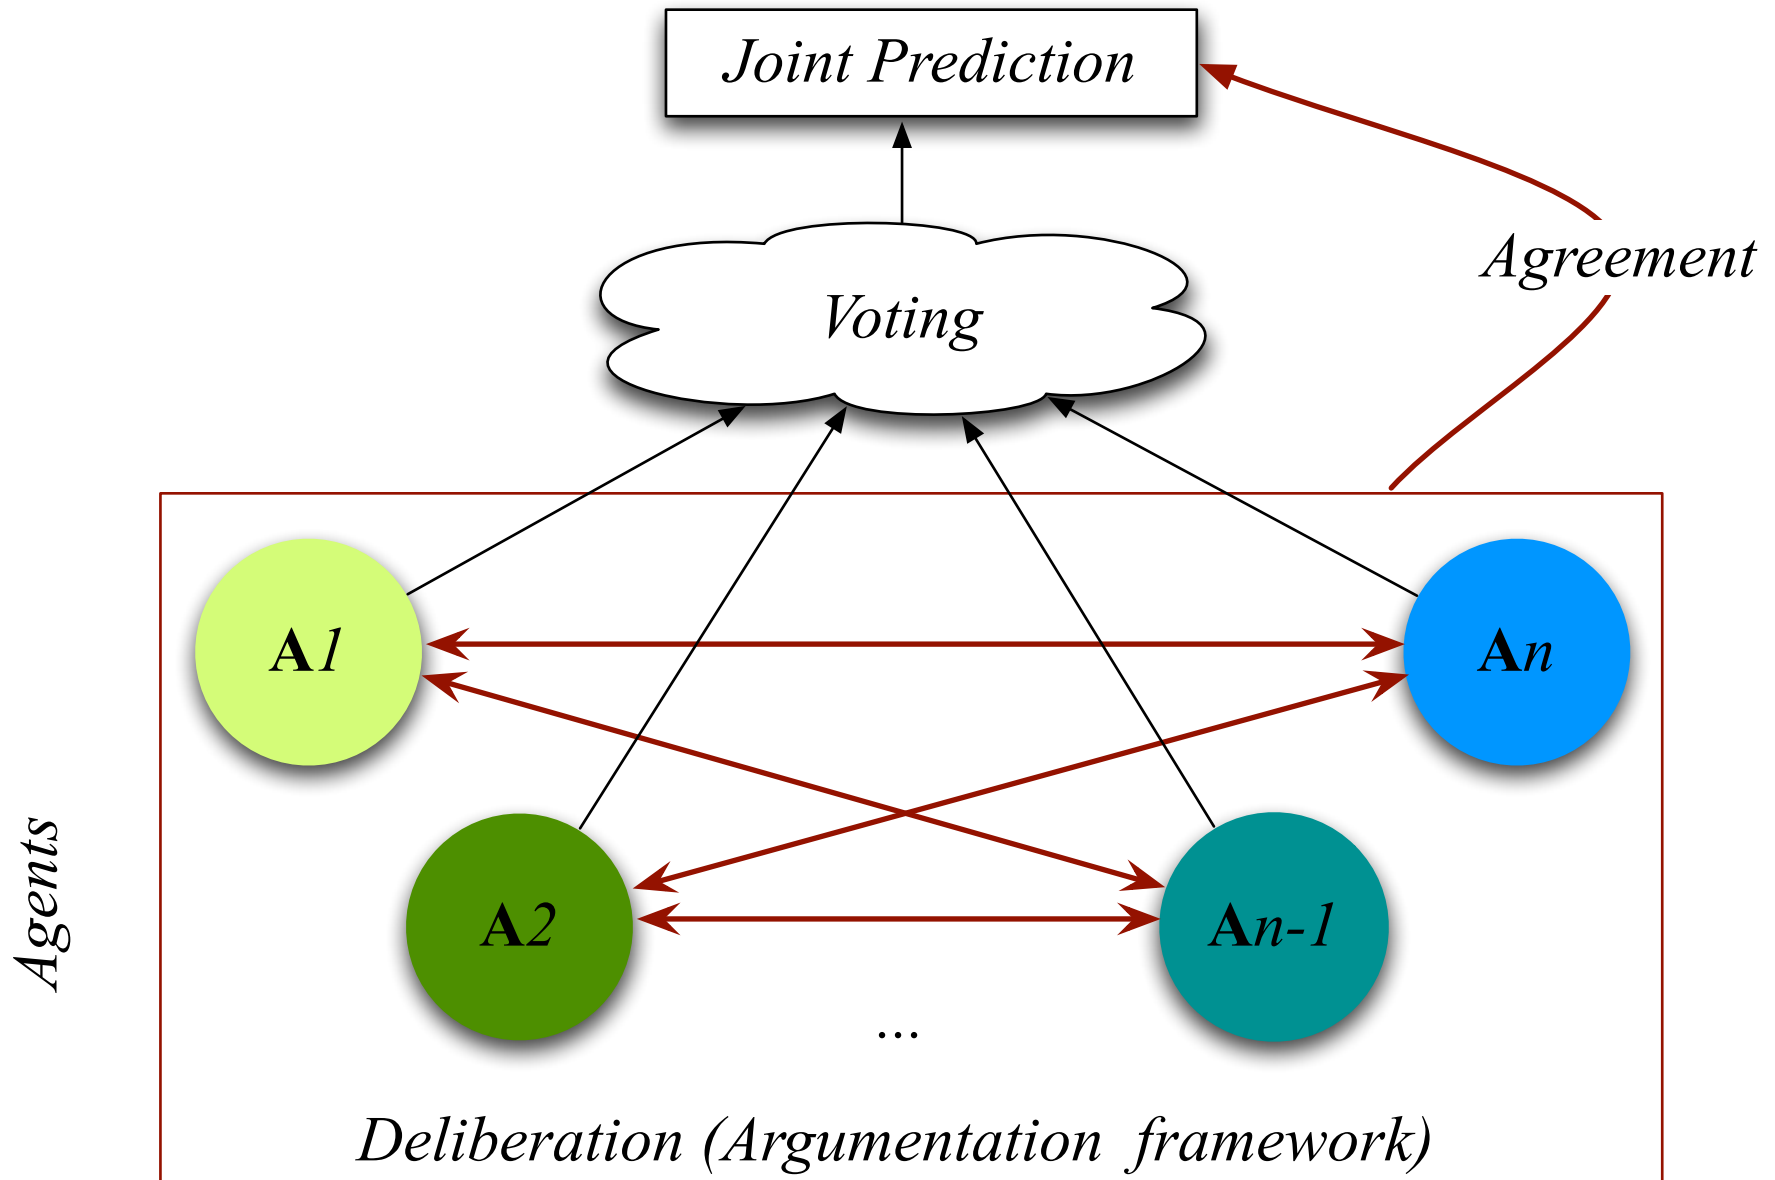 Joint Prediction
Agreement
Voting
A1
An
A2
An-1
Agents
...
Deliberation (Argumentation framework)